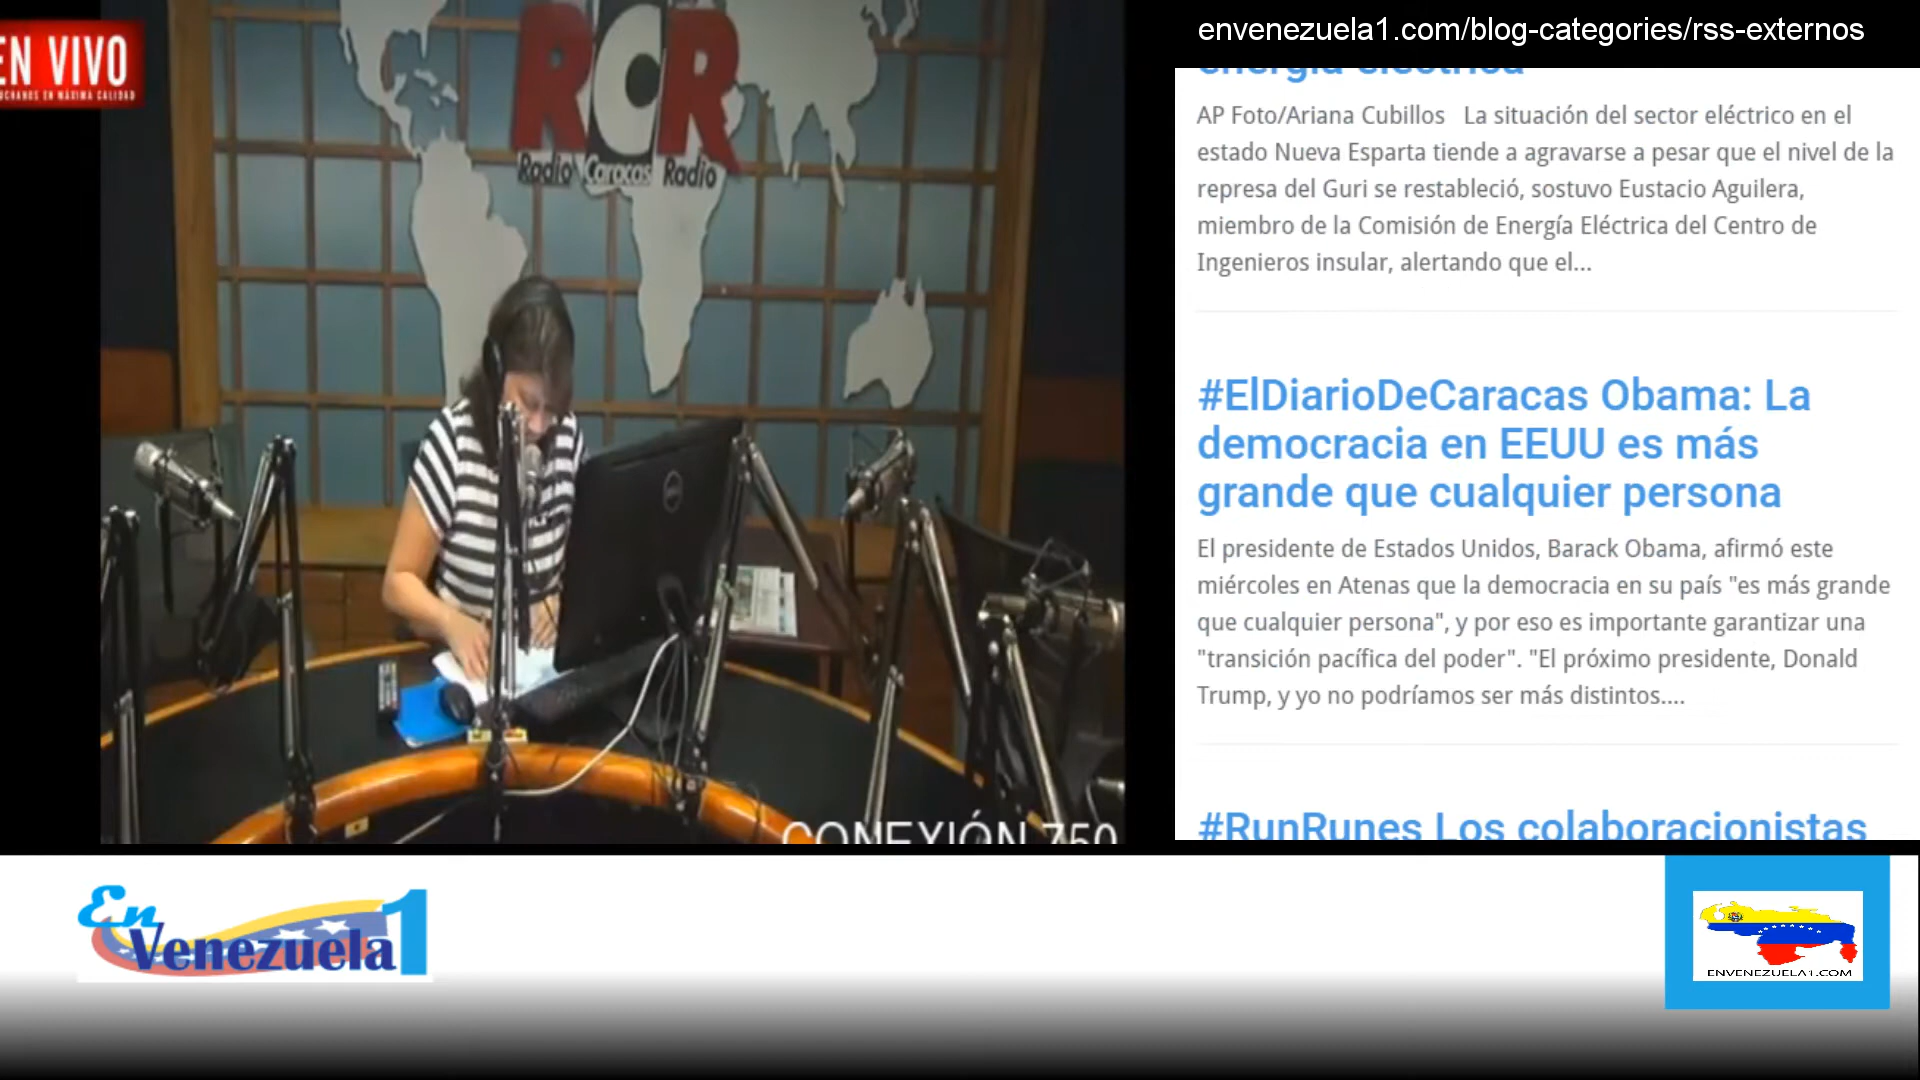 EN VIVO
RCR
Radio Caracas Radio
CONEXIÓN 750
envenezuela1.com/blog-categories/rss-externos
energía eléctrica
AP Foto/Ariana Cubillos   La situación del sector eléctrico en el
estado Nueva Esparta tiende a agravarse a pesar que el nivel de la
represa del Guri se restableció, sostuvo Eustacio Aguilera,
miembro de la Comisión de Energía Eléctrica del Centro de
Ingenieros insular, alertando que el...
#ElDiarioDeCaracas Obama: La
democracia en EEUU es más
grande que cualquier persona
El presidente de Estados Unidos, Barack Obama, afirmó este
miércoles en Atenas que la democracia en su país "es más grande
que cualquier persona", y por eso es importante garantizar una
"transición pacífica del poder". "El próximo presidente, Donald
Trump, y yo no podríamos ser más distintos....
#RunRunes Los colaboracionistas
En
Venezuela 1
ENVENEZUELA1.COM